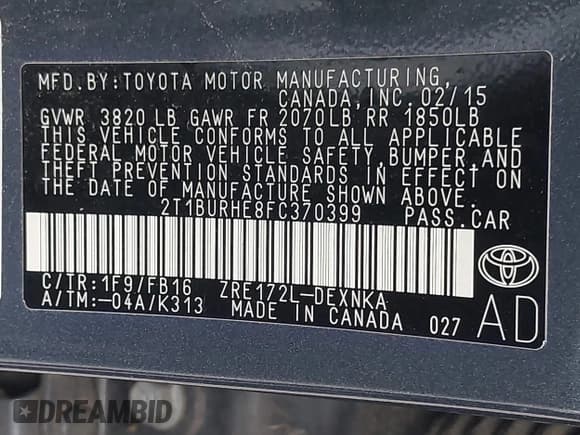 MFD.BY:TOYOTA MOTOR MANUFACTURING,
CANADA,INC.02/15
GVWR 3820LB GAWR FR 2070LB RR 1850LB
THIS VEHICLE CONFORMS TO ALL APPLICABLE
FEDERAL MOTOR VEHICLE SAFETY,BUMPER,AND
THEFT PREVENTION STANDARDS IN EFFECT ON
THE DATE OF MANUFACTURE SHOWN ABOVE.
2T1BURHE8FC370399 PASS.CAR
C/TR:1F9/FB16 ZRE172L-DEXNKA
A/TM:-04A/K313 MADE IN CANADA 027
AD
DREAMBID